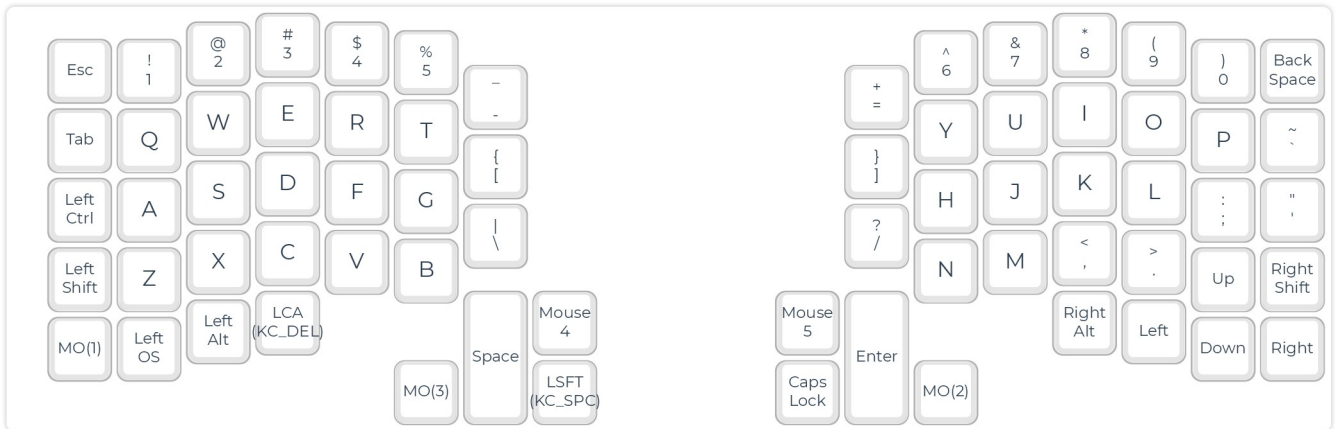 Esc
!
1
@
2
#
3
$
4
%
5
_
-
Tab
Q
W
E
R
T
{
[
Left
Ctrl
A
S
D
F
G
|
\
Left
Shift
Z
X
C
V
B
MO(1)
Left
OS
Left
Alt
LCA
(KC_DEL)
MO(3)
Space
Mouse
4
LSFT
(KC_SPC)
+
=
^
6
&
7
*
8
(
9
)
0
Back
Space
}
]
Y
U
I
O
P
~
`
?
/
H
J
K
L
:
;
"
'
N
M
<
,
>
.
Up
Right
Shift
Mouse
5
Enter
Caps
Lock
MO(2)
Right
Alt
Left
Down
Right